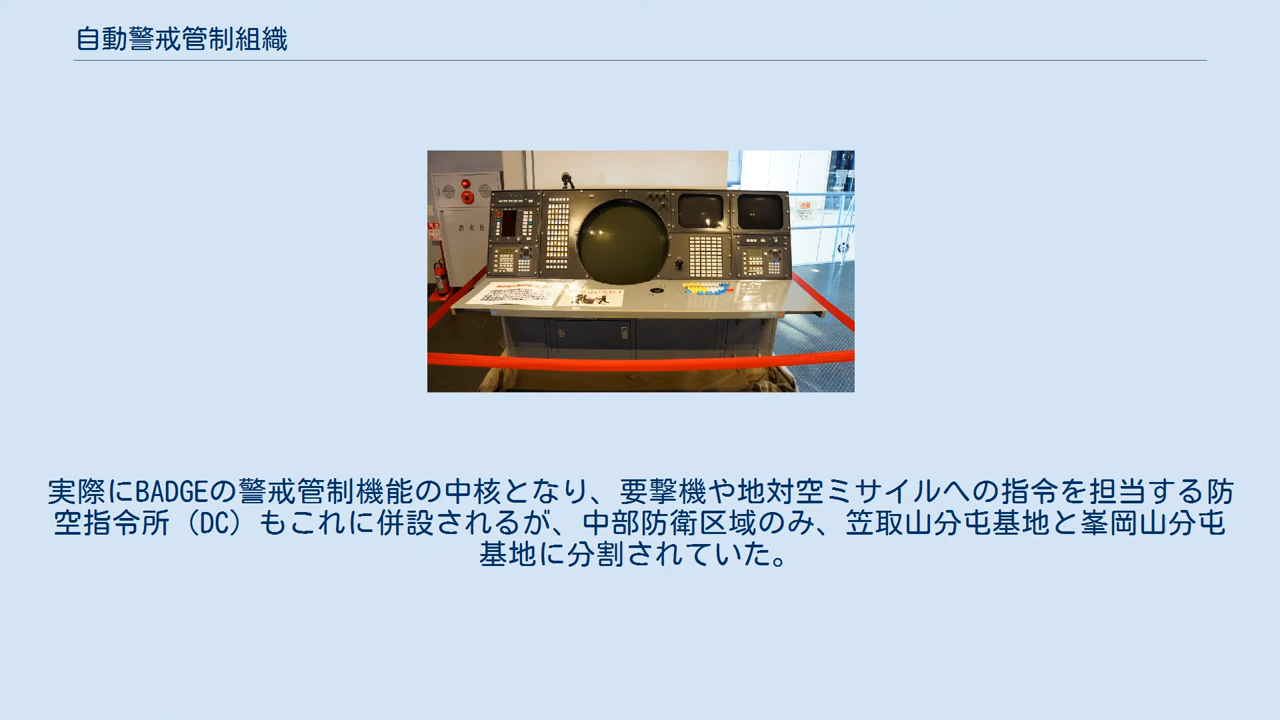 自動警戒管制組織
消火栓
実際にBADGEの警戒管制機能の中核となり、要撃機や地対空ミサイルへの指令を担当する防
空指令所（DC）もこれに併設されるが、中部防衛区域のみ、笠取山分屯基地と峯岡山分屯
基地に分割されていた。